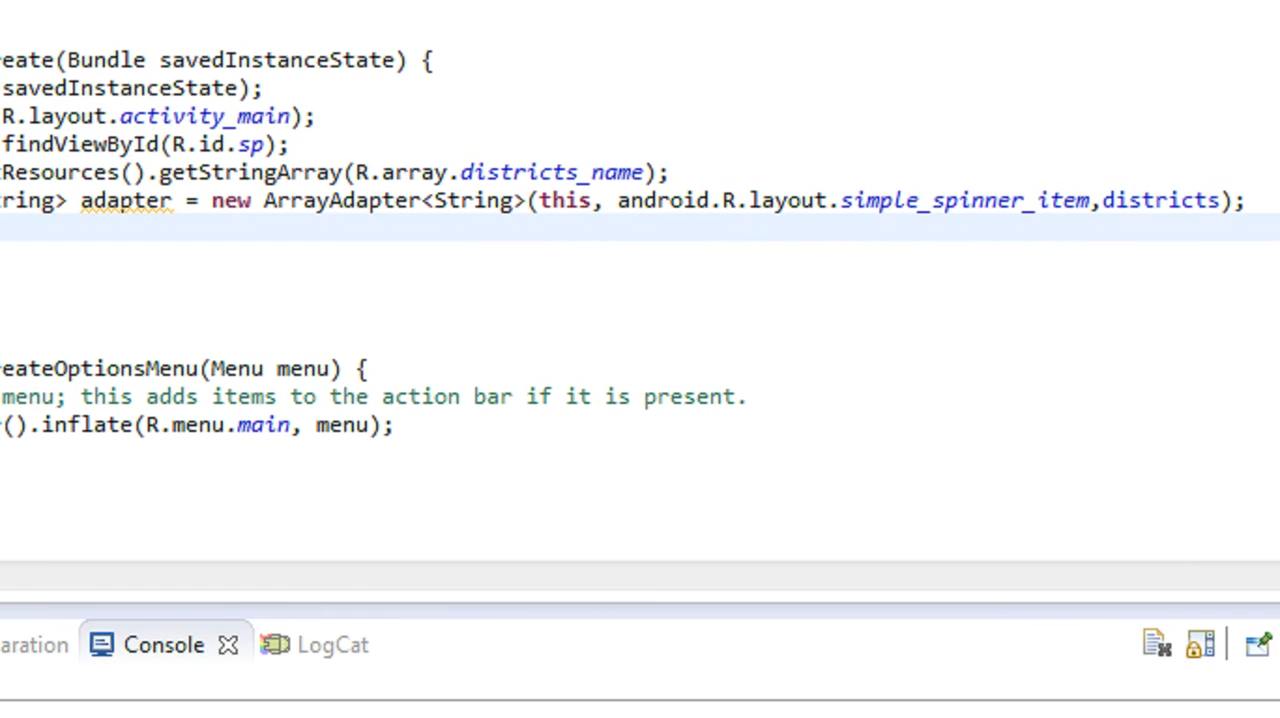 eate(Bundle savedInstanceState) {
savedInstanceState);
R.layout.activity_main);
findViewById(R.id.sp);
tResources().getStringArray(R.array.districts_name);
tring> adapter = new ArrayAdapter<String>(this, android.R.layout.simple_spinner_item,districts);
eateOptionsMenu(Menu menu) {
menu; this adds items to the action bar if it is present.
().inflate(R.menu.main, menu);
aration Console LogCat